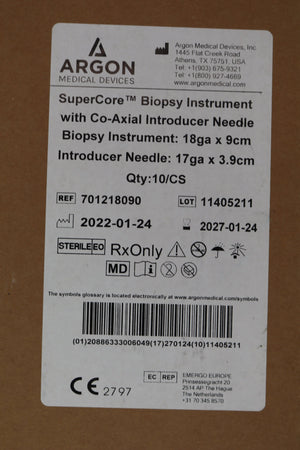 ARGON
MEDICAL DEVICES
Argon Medical Devices, Inc
1445 Flat Creek Road
Athens, TX 75751, USA
Tel: +1(903) 675-9321
Tel: +1(800) 927-4669
argonmedical.com
SuperCore™ Biopsy Instrument
with Co-Axial Introducer Needle
Biopsy Instrument: 18ga x 9cm
Introducer Needle: 17ga x 3.9cm
Qty:10/CS
REF 701218090 LOT 11405211
2022-01-24 2027-01-24
STERILE EO RxOnly
MD
The symbols glossary is located electronically at www.argonmedical.com/symbols
(01)20886333006049(17)270124(10)11405211
CE 2797
EC REP
EMERGO EUROPE
Prinsessegracht 20
2514 AP The Hague
The Netherlands
+31 70 345 8570